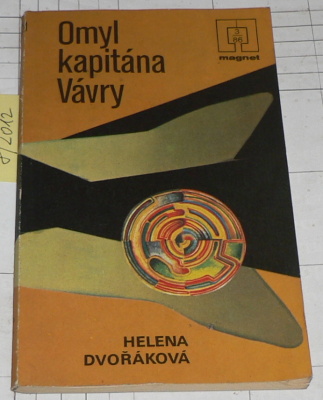 Omyl
kapitána
Vávry
magnet
HELENA
DVOŘÁKOVÁ